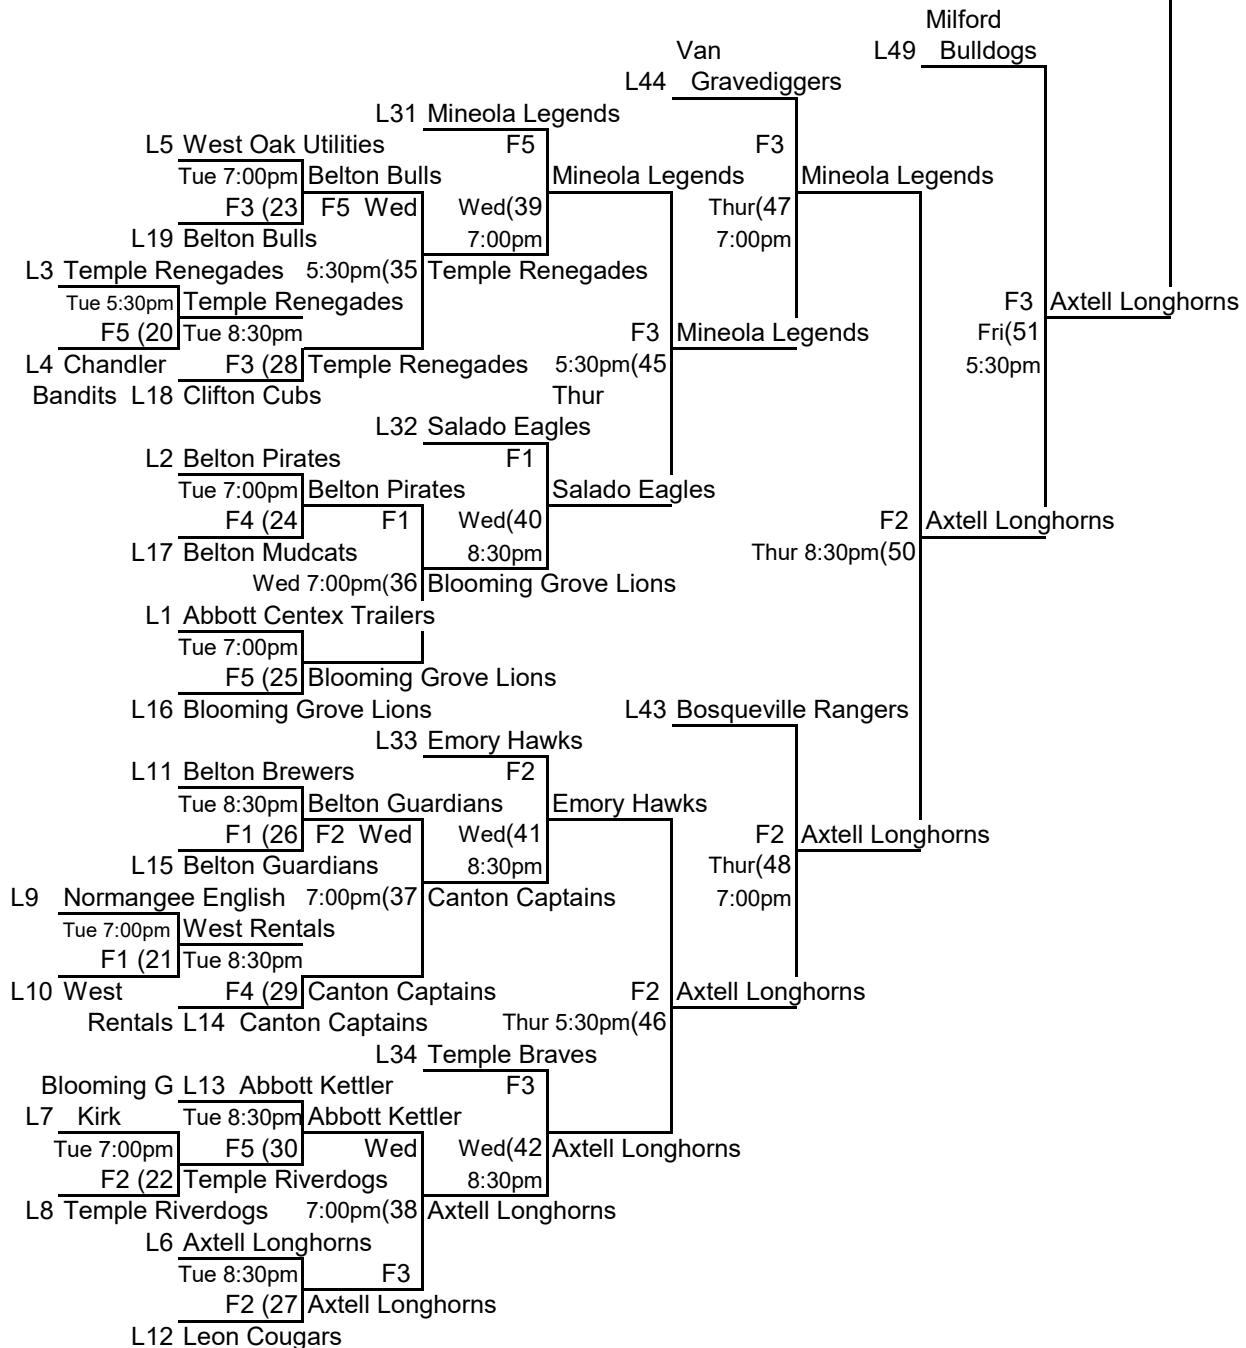 Milford
Van L49 Bulldogs
L44 Gravediggers
L31 Mineola Legends
L5 West Oak Utilities F5 F3
Tue 7:00pm Belton Bulls Mineola Legends Mineola Legends
F3 (23 F5 Wed Wed(39 Thur(47
L19 Belton Bulls 7:00pm 7:00pm
L3 Temple Renegades 5:30pm(35 Temple Renegades
Tue 5:30pm Temple Renegades F3 Axtell Longhorns
F5 (20 Tue 8:30pm F3 Mineola Legends Fri(51
L4 Chandler F3 (28 Temple Renegades 5:30pm(45 5:30pm
Bandits L18 Clifton Cubs Thur
L32 Salado Eagles
L2 Belton Pirates F1
Tue 7:00pm Belton Pirates Salado Eagles
F4 (24 F1 Wed(40 F2 Axtell Longhorns
L17 Belton Mudcats 8:30pm Thur 8:30pm(50
Wed 7:00pm(36 Blooming Grove Lions
L1 Abbott Centex Trailers
Tue 7:00pm
F5 (25 Blooming Grove Lions
L16 Blooming Grove Lions L43 Bosqueville Rangers
L33 Emory Hawks
L11 Belton Brewers F2
Tue 8:30pm Belton Guardians Emory Hawks
F1 (26 F2 Wed Wed(41 F2 Axtell Longhorns
L15 Belton Guardians 8:30pm Thur(48
L9 Normangee English 7:00pm(37 Canton Captains 7:00pm
Tue 7:00pm West Rentals
F1 (21 Tue 8:30pm
L10 West F4 (29 Canton Captains F2 Axtell Longhorns
Rentals L14 Canton Captains Thur 5:30pm(46
L34 Temple Braves
Blooming G L13 Abbott Kettler F3
L7 Kirk Tue 8:30pm Abbott Kettler
Tue 7:00pm F5 (30 Wed Wed(42 Axtell Longhorns
F2 (22 Temple Riverdogs 8:30pm
L8 Temple Riverdogs 7:00pm(38 Axtell Longhorns
L6 Axtell Longhorns
Tue 8:30pm F3
F2 (27 Axtell Longhorns
L12 Leon Cougars